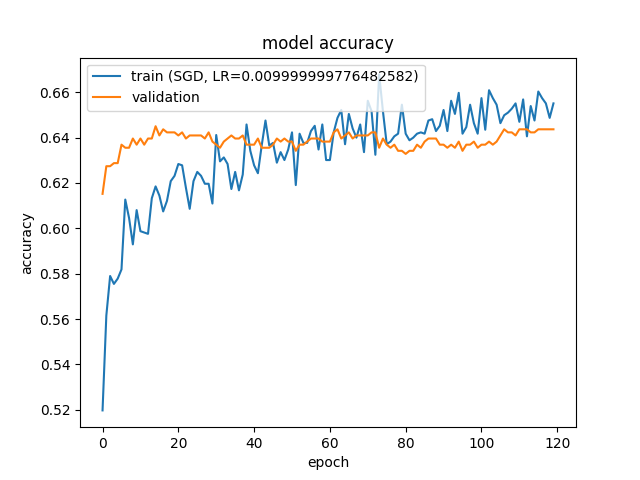 model accuracy
train (SGD, LR=0.009999999776482582)
validation
accuracy
0.66
0.64
0.62
0.60
0.58
0.56
0.54
0.52
0 20 40 60 80 100 120
epoch